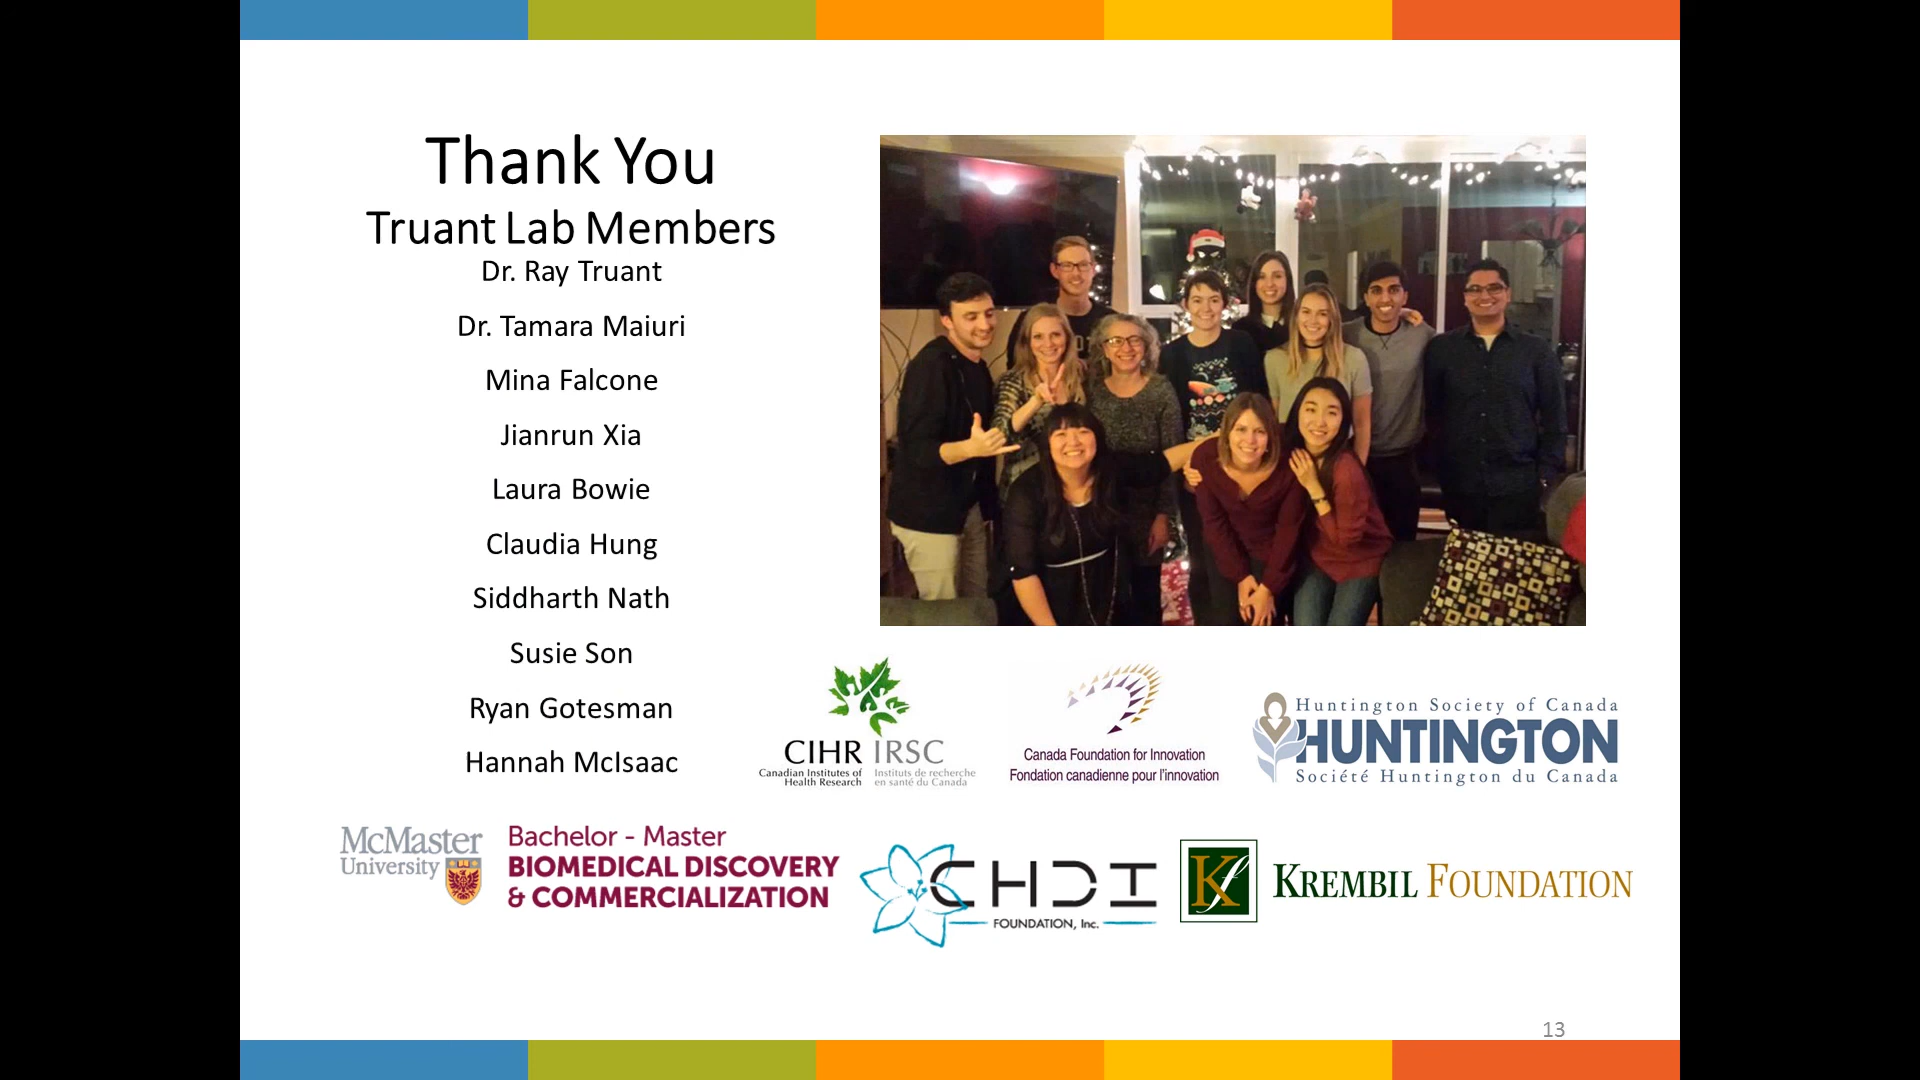 Thank You
Truant Lab Members
Dr. Ray Truant
Dr. Tamara Maiuri
Mina Falcone
Jianrun Xia
Laura Bowie
Claudia Hung
Siddharth Nath
Susie Son
Ryan Gotesman
Hannah McIsaac
CIHR IRSC
Canadian Institutes of Health Research
Instituts de recherche en santé du Canada
Canada Foundation for Innovation
Fondation canadienne pour l'innovation
Huntington Society of Canada
HUNTINGTON
Société Huntington du Canada
McMaster
University
Bachelor - Master
BIOMEDICAL DISCOVERY
& COMMERCIALIZATION
CHDI
FOUNDATION, Inc.
Kf
KREMBIL FOUNDATION
13